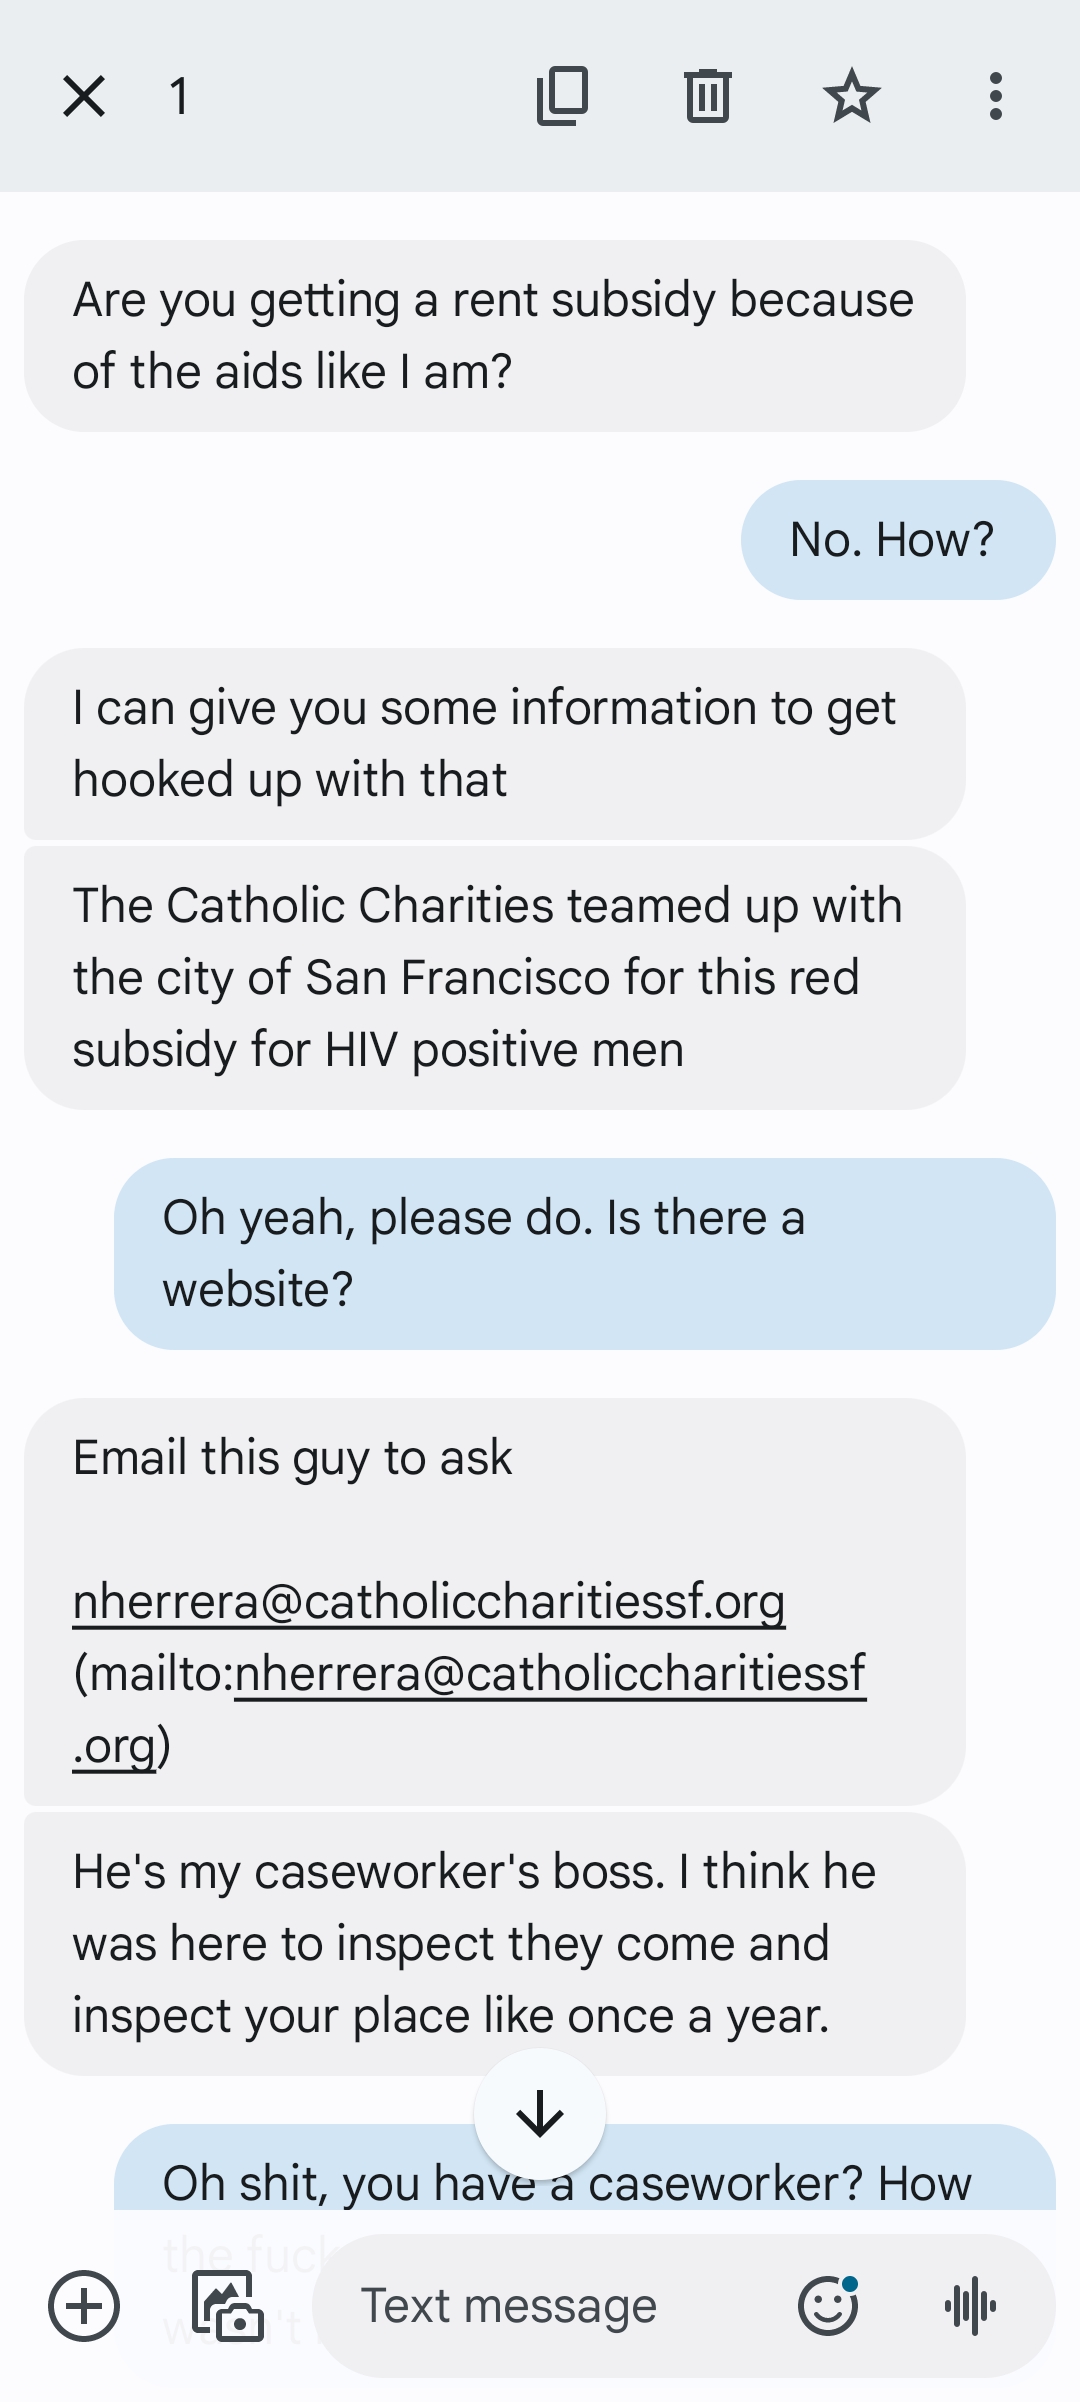 1
Are you getting a rent subsidy because
of the aids like I am?
No. How?
I can give you some information to get
hooked up with that
The Catholic Charities teamed up with
the city of San Francisco for this red
subsidy for HIV positive men
Oh yeah, please do. Is there a
website?
Email this guy to ask
nherrera@catholiccharitiessf.org
(mailto:nherrera@catholiccharitiessf
.org)
He's my caseworker's boss. I think he
was here to inspect they come and
inspect your place like once a year.
Oh shit, you have a caseworker? How
the fuck
Text message